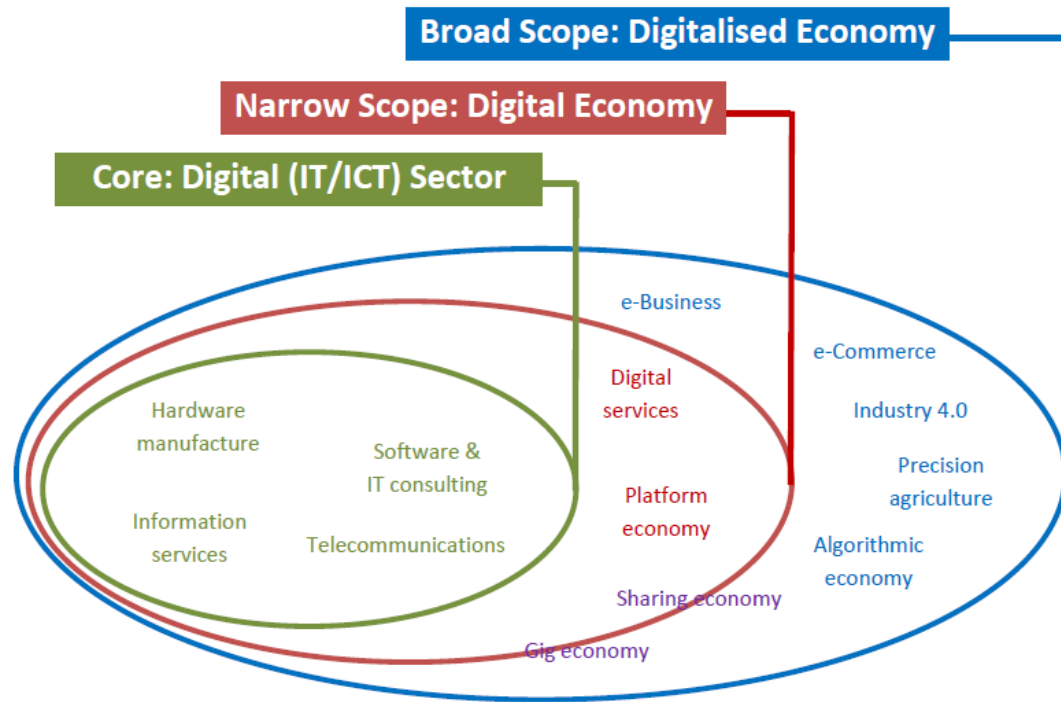 Broad Scope: Digitalised Economy
Narrow Scope: Digital Economy
Core: Digital (IT/ICT) Sector
e-Business
e-Commerce
Digital
services
Industry 4.0
Hardware
manufacture
Software &
IT consulting
Precision
agriculture
Platform
economy
Information
services
Telecommunications
Algorithmic
economy
Sharing economy
Gig economy